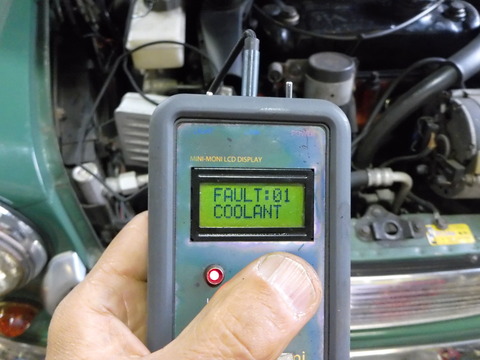 MINI-MONI LCD DISPLAY
FAULT:01
COOLANT